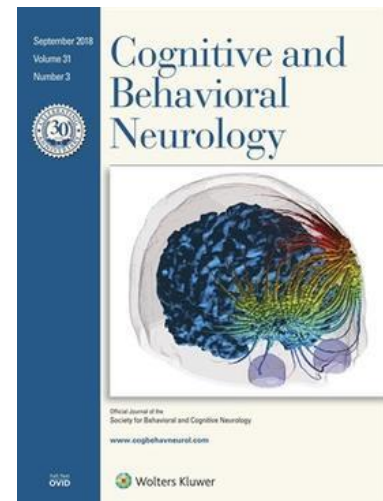 September 2018
Volume 31
Number 3
30
Cognitive and
Behavioral
Neurology
Official Journal of the
Society for Behavioral and Cognitive Neurology
www.cogbehavneurol.com
OVID
Wolters Kluwer